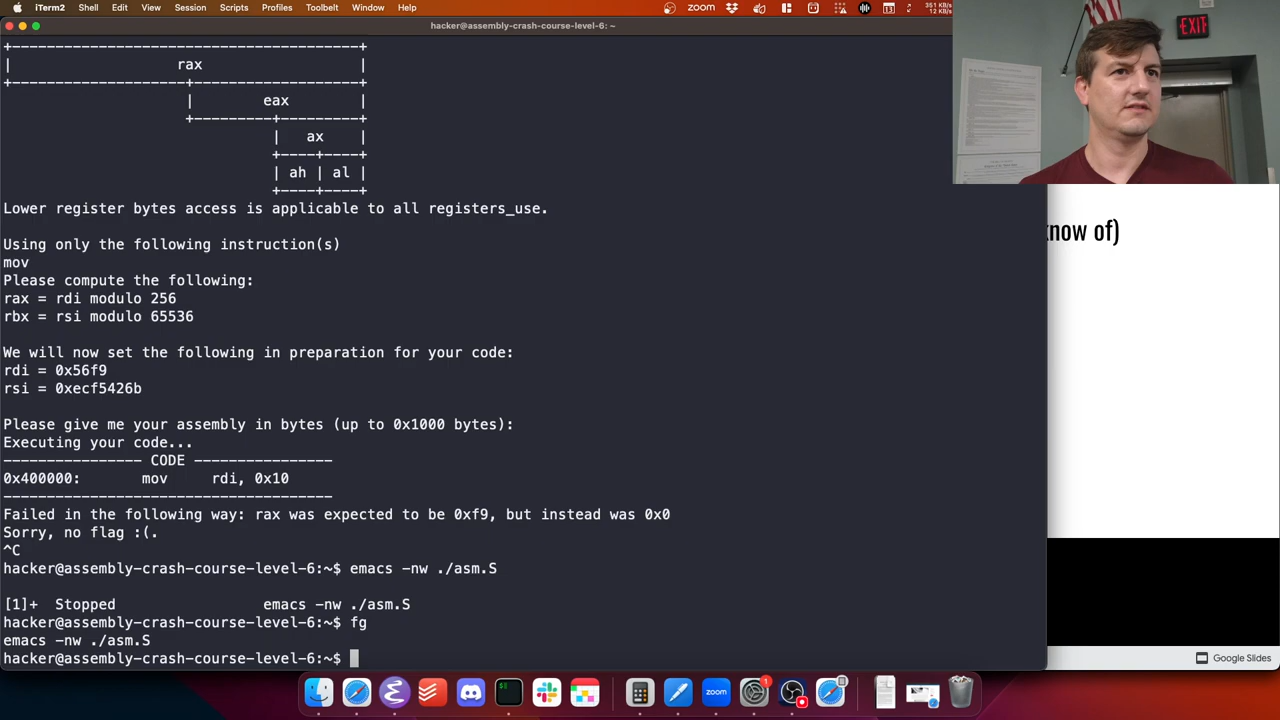 iTerm2 Shell Edit View Session Scripts Profiles Toolbelt Window Help
zoom
hacker@assembly-crash-course-level-6: ~
EXIT
+-----------------------------------------+
| rax |
+---------------------+-------------------+
| eax |
+---------+---------+
| ax |
+----+----+
| ah | al |
+----+----+
Lower register bytes access is applicable to all registers_use.
Using only the following instruction(s)
mov
Please compute the following:
rax = rdi modulo 256
rbx = rsi modulo 65536
We will now set the following in preparation for your code:
rdi = 0x56f9
rsi = 0xecf5426b
Please give me your assembly in bytes (up to 0x1000 bytes):
Executing your code...
---------------- CODE ----------------
0x400000: mov rdi, 0x10
--------------------------------------
Failed in the following way: rax was expected to be 0xf9, but instead was 0x0
Sorry, no flag :(.
^C
hacker@assembly-crash-course-level-6:~$ emacs -nw ./asm.S
[1]+ Stopped emacs -nw ./asm.S
hacker@assembly-crash-course-level-6:~$ fg
emacs -nw ./asm.S
hacker@assembly-crash-course-level-6:~$
know of)
Google Slides
zoom
1